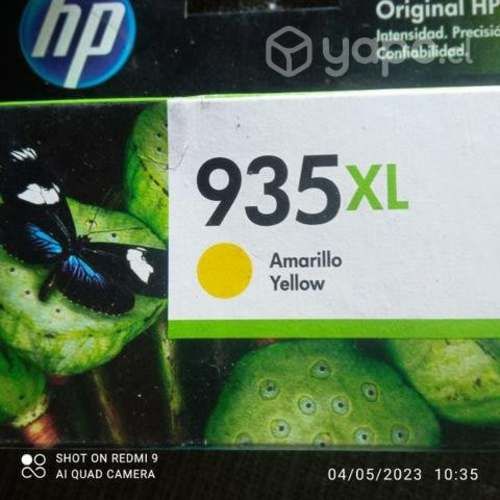 hp
Original HP
Intensidad. Precisió
Confiabilidad.
yapo.cl
935XL
Amarillo
Yellow
SHOT ON REDMI 9
AI QUAD CAMERA
04/05/2023 10:35